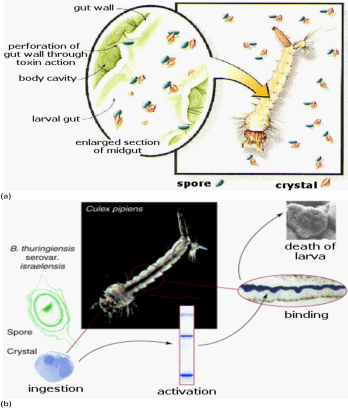 gut wall
perforation of
gut wall through
toxin action
body cavity
larval gut
enlarged section
of midgut
spore
crystal
(a)
Culex pipiens
B. thuringiensis
serovar.
israelensis
Spore
Crystal
ingestion
activation
binding
death of
larva
(b)